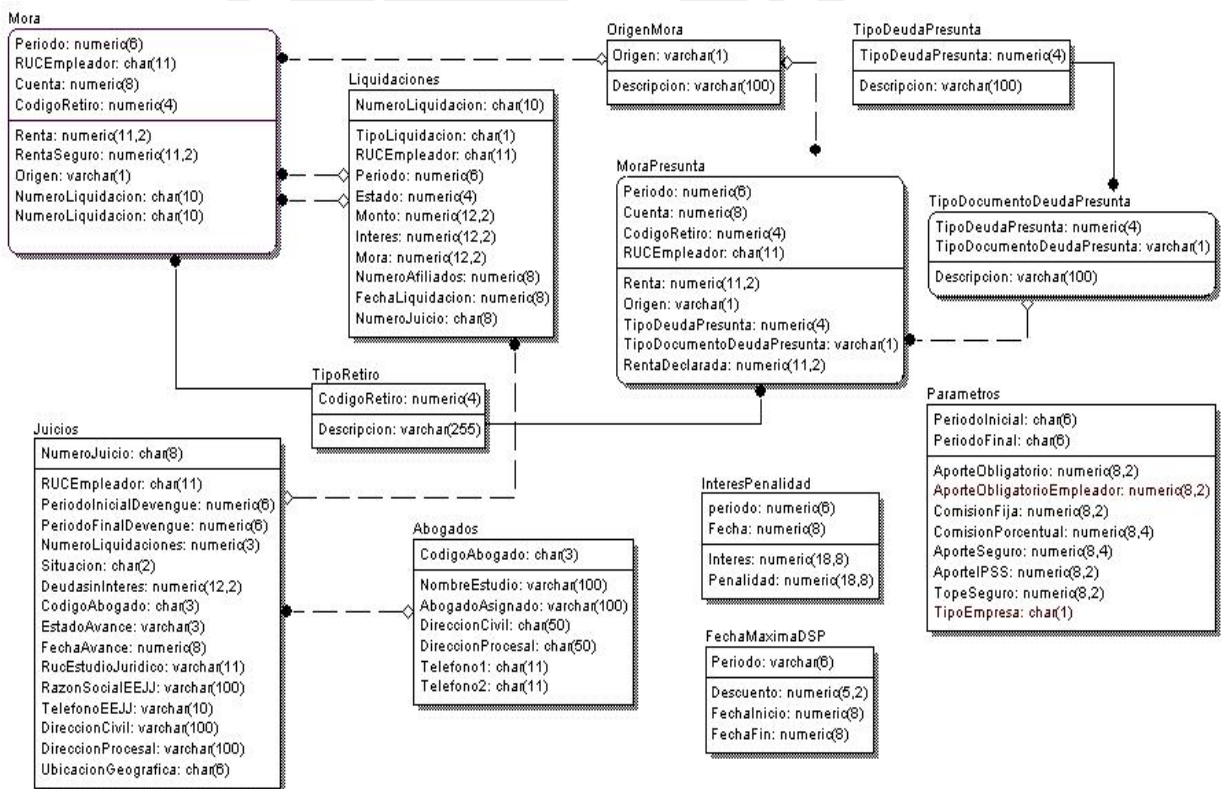 Mora
Periodo: numeric(6)
RUCEmpleador: char(11)
Cuenta: numeric(8)
CodigoRetiro: numeric(4)
Renta: numeric(11,2)
RentaSeguro: numeric(11,2)
Origen: varchar(1)
NumeroLiquidacion: char(10)
NumeroLiquidacion: char(10)
Liquidaciones
NumeroLiquidacion: char(10)
TipoLiquidacion: char(1)
RUCEmpleador: char(11)
Periodo: numeric(6)
Estado: numeric(4)
Monto: numeric(12,2)
Interes: numeric(12,2)
Mora: numeric(12,2)
NumeroAfiliados: numeric(8)
FechaLiquidacion: numeric(8)
NumeroJuicio: char(8)
OrigenMora
Origen: varchar(1)
Descripcion: varchar(100)
TipoDeudaPresunta
TipoDeudaPresunta: numeric(4)
Descripcion: varchar(100)
MoraPresunta
Periodo: numeric(6)
Cuenta: numeric(8)
CodigoRetiro: numeric(4)
RUCEmpleador: char(11)
Renta: numeric(11,2)
Origen: varchar(1)
TipoDeudaPresunta: numeric(4)
TipoDocumentoDeudaPresunta: varchar(1)
RentaDeclarada: numeric(11,2)
TipoDocumentoDeudaPresunta
TipoDeudaPresunta: numeric(4)
TipoDocumentoDeudaPresunta: varchar(1)
Descripcion: varchar(100)
TipoRetiro
CodigoRetiro: numeric(4)
Descripcion: varchar(255)
Juicios
NumeroJuicio: char(8)
RUCEmpleador: char(11)
PeriodoInicialDevengue: numeric(6)
PeriodoFinalDevengue: numeric(6)
NumeroLiquidaciones: numeric(3)
Situacion: char(2)
DeudasinInteres: numeric(12,2)
CodigoAbogado: char(3)
EstadoAvance: varchar(3)
FechaAvance: numeric(8)
RucEstudioJuridico: varchar(11)
RazonSocialEEJJ: varchar(100)
TelefonoEEJJ: varchar(10)
DireccionCivil: varchar(100)
DireccionProcesal: varchar(100)
UbicacionGeografica: char(6)
Abogados
CodigoAbogado: char(3)
NombreEstudio: varchar(100)
AbogadoAsignado: varchar(100)
DireccionCivil: char(50)
DireccionProcesal: char(50)
Telefono1: char(11)
Telefono2: char(11)
InteresPenalidad
periodo: numeric(6)
Fecha: numeric(8)
Interes: numeric(18,8)
Penalidad: numeric(18,8)
FechaMaximaDSP
Periodo: varchar(6)
Descuento: numeric(5,2)
FechaInicio: numeric(8)
FechaFin: numeric(8)
Parametros
PeriodoInicial: char(6)
PeriodoFinal: char(6)
AporteObligatorio: numeric(8,2)
AporteObligatorioEmpleador: numeric(8,2)
ComisionFija: numeric(8,2)
ComisionPorcentual: numeric(8,4)
AporteSeguro: numeric(8,4)
AporteIPSS: numeric(8,2)
TopeSeguro: numeric(8,2)
TipoEmpresa: char(1)